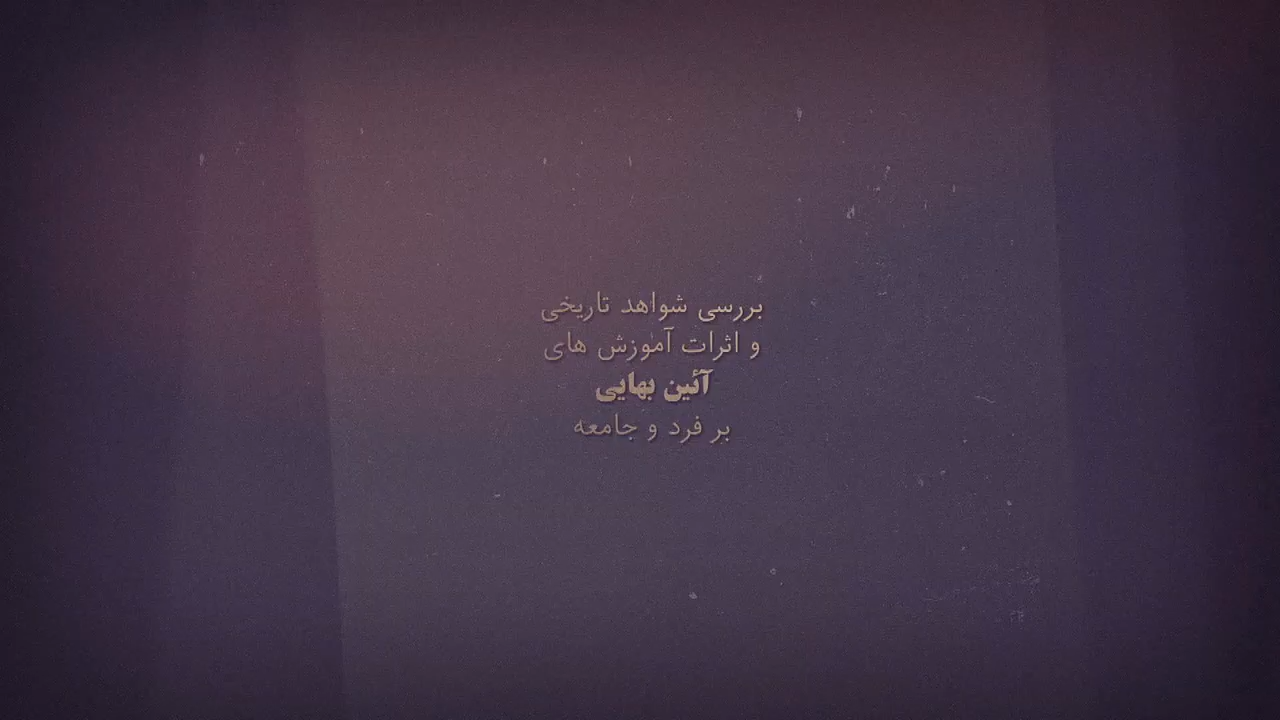 بررسی شواهد تاریخی
و اثرات آموزش های
آئین بهایی
بر فرد و جامعه